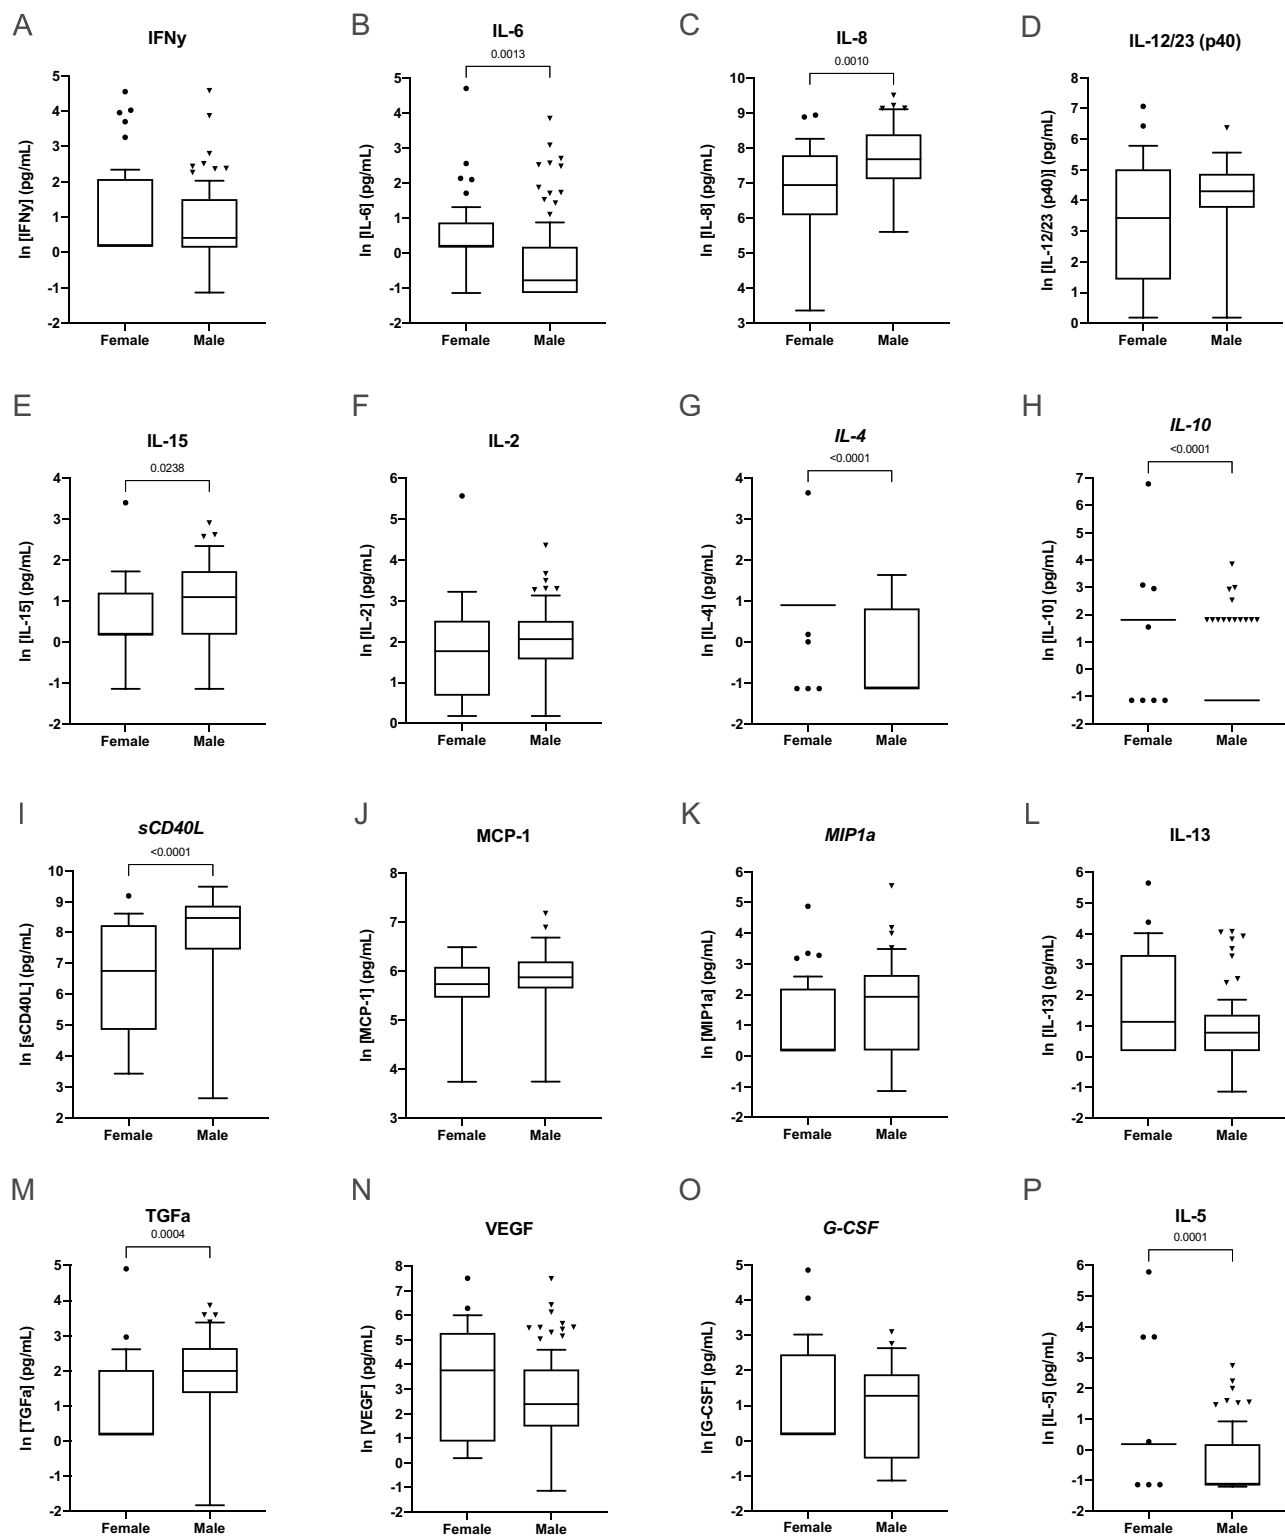 A
IFNy
ln [IFNy] (pg/mL)
5
4
3
2
1
0
-1
-2
Female
Male
B
IL-6
0.0013
ln [IL-6] (pg/mL)
5
4
3
2
1
0
-1
-2
Female
Male
C
IL-8
0.0010
ln [IL-8] (pg/mL)
10
9
8
7
6
5
4
3
Female
Male
D
IL-12/23 (p40)
ln [IL-12/23 (p40)] (pg/mL)
8
7
6
5
4
3
2
1
0
Female
Male
E
IL-15
0.0238
ln [IL-15] (pg/mL)
4
3
2
1
0
-1
-2
Female
Male
F
IL-2
ln [IL-2] (pg/mL)
6
5
4
3
2
1
0
Female
Male
G
IL-4
<0.0001
ln [IL-4] (pg/mL)
4
3
2
1
0
-1
-2
Female
Male
H
IL-10
<0.0001
ln [IL-10] (pg/mL)
7
6
5
4
3
2
1
0
-1
-2
Female
Male
I
sCD40L
<0.0001
ln [sCD40L] (pg/mL)
10
9
8
7
6
5
4
3
2
Female
Male
J
MCP-1
ln [MCP-1] (pg/mL)
8
7
6
5
4
3
Female
Male
K
MIP1a
ln [MIP1a] (pg/mL)
6
5
4
3
2
1
0
-1
-2
Female
Male
L
IL-13
ln [IL-13] (pg/mL)
6
5
4
3
2
1
0
-1
-2
Female
Male
M
TGFa
0.0004
ln [TGFa] (pg/mL)
5
4
3
2
1
0
-1
-2
Female
Male
N
VEGF
ln [VEGF] (pg/mL)
8
7
6
5
4
3
2
1
0
-1
-2
Female
Male
O
G-CSF
ln [G-CSF] (pg/mL)
5
4
3
2
1
0
-1
-2
Female
Male
P
IL-5
0.0001
ln [IL-5] (pg/mL)
6
5
4
3
2
1
0
-1
-2
Female
Male